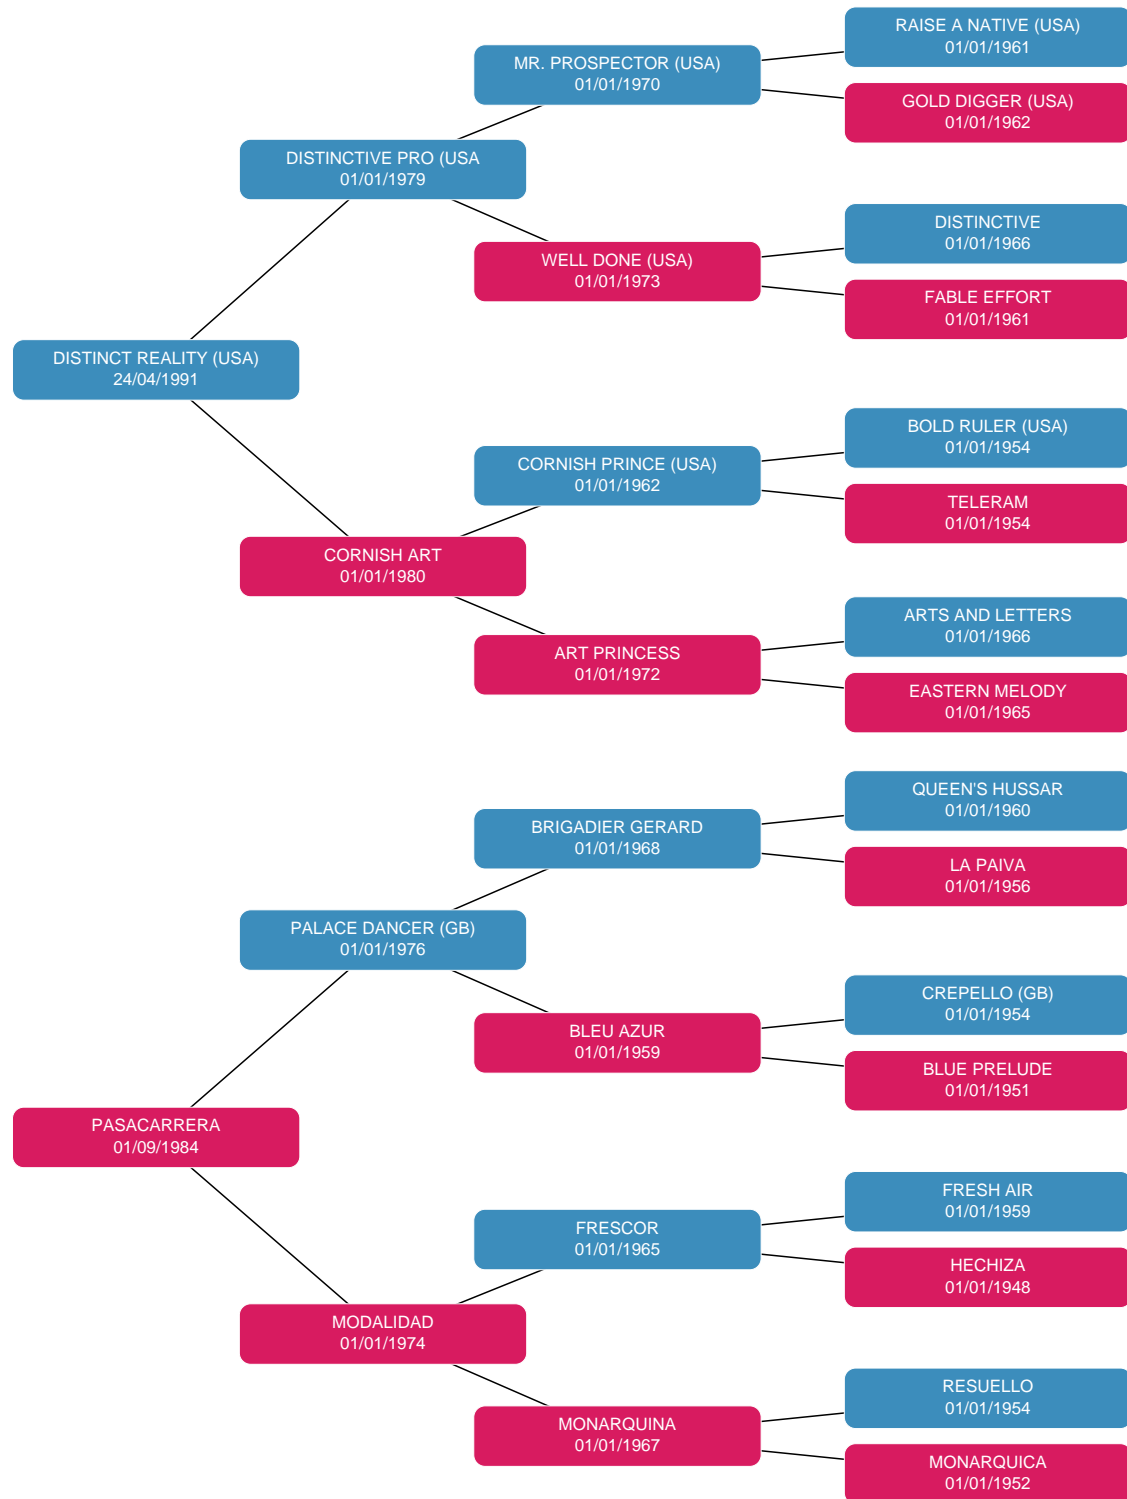 RAISE A NATIVE (USA)
01/01/1961
MR. PROSPECTOR (USA)
01/01/1970
GOLD DIGGER (USA)
01/01/1962
DISTINCTIVE PRO (USA
01/01/1979
DISTINCTIVE
01/01/1966
WELL DONE (USA)
01/01/1973
FABLE EFFORT
01/01/1961
DISTINCT REALITY (USA)
24/04/1991
BOLD RULER (USA)
01/01/1954
CORNISH PRINCE (USA)
01/01/1962
TELERAM
01/01/1954
CORNISH ART
01/01/1980
ARTS AND LETTERS
01/01/1966
ART PRINCESS
01/01/1972
EASTERN MELODY
01/01/1965
QUEEN'S HUSSAR
01/01/1960
BRIGADIER GERARD
01/01/1968
LA PAIVA
01/01/1956
PALACE DANCER (GB)
01/01/1976
CREPELLO (GB)
01/01/1954
BLEU AZUR
01/01/1959
BLUE PRELUDE
01/01/1951
PASACARRERA
01/09/1984
FRESH AIR
01/01/1959
FRESCOR
01/01/1965
HECHIZA
01/01/1948
MODALIDAD
01/01/1974
RESUELLO
01/01/1954
MONARQUINA
01/01/1967
MONARQUICA
01/01/1952